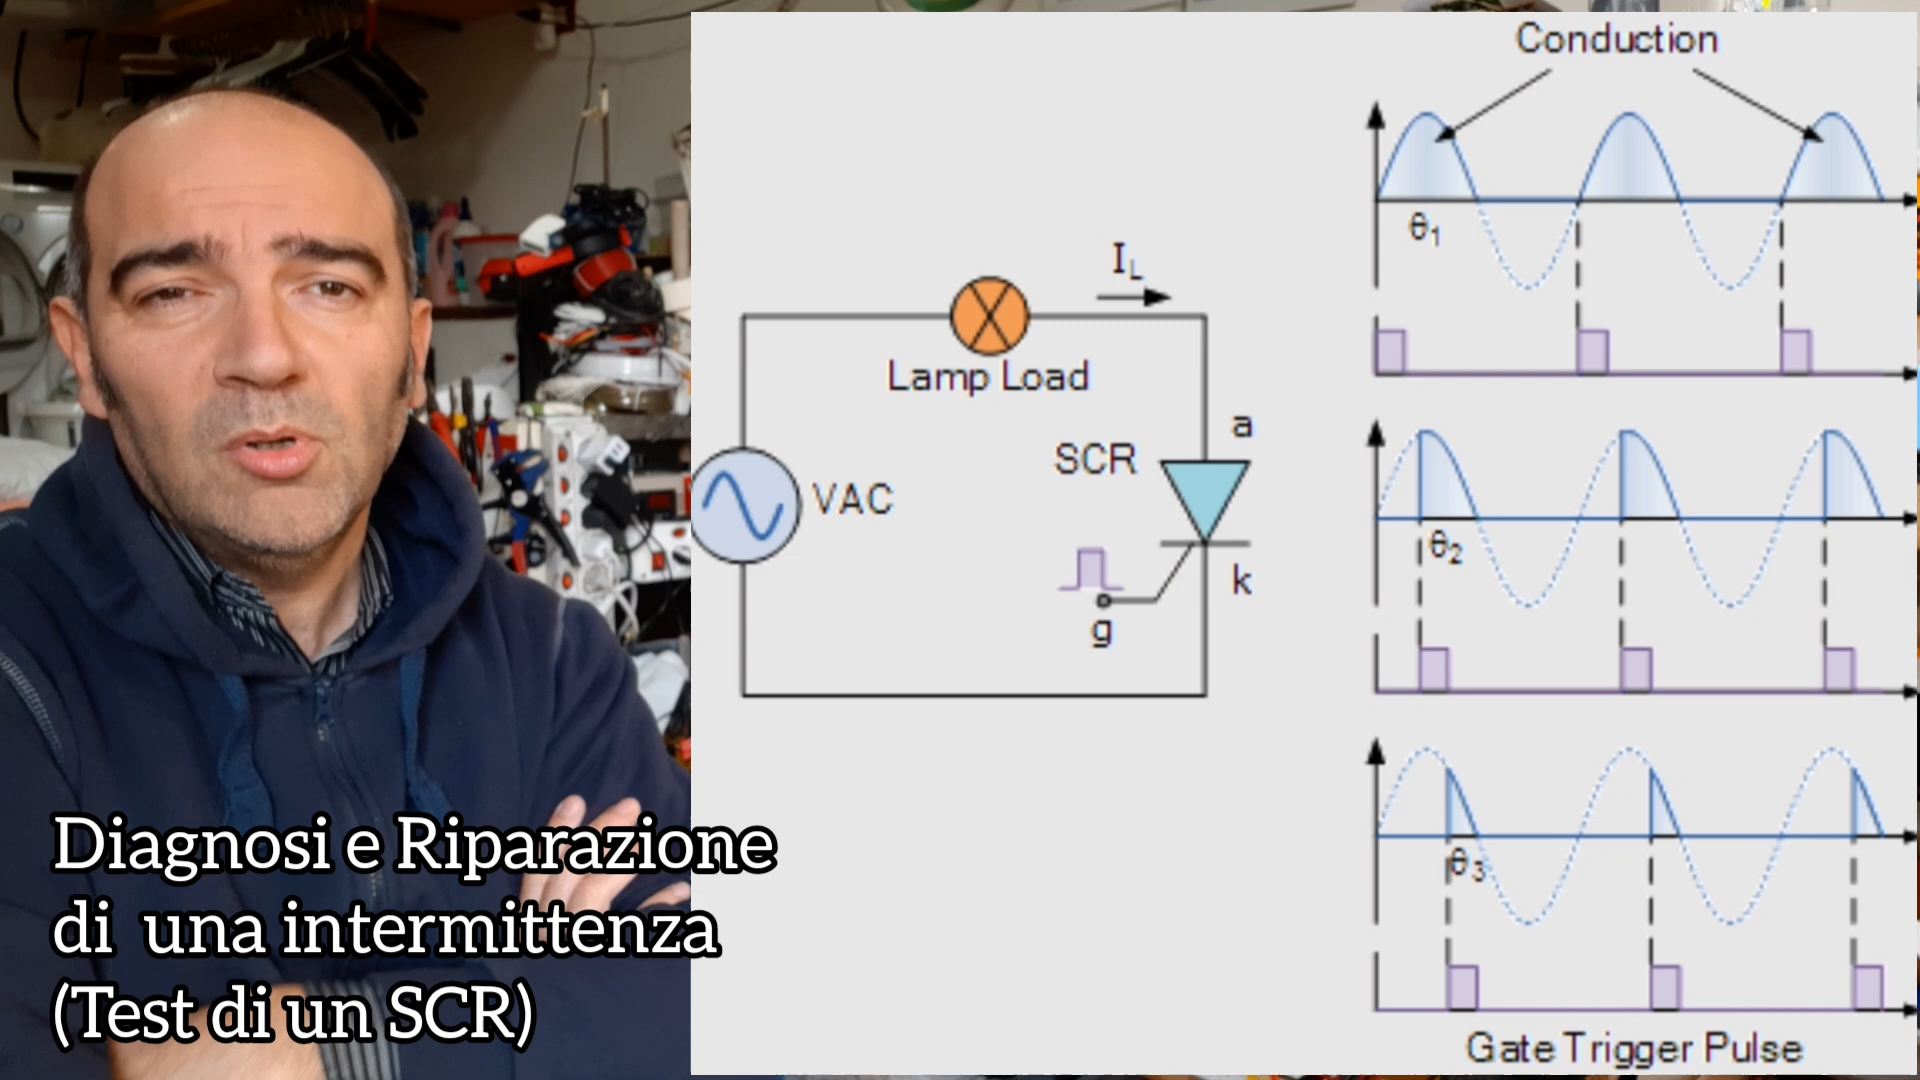 Conduction
θ1
IL
Lamp Load
a
SCR
VAC
k
g
θ2
θ3
Diagnosi e Riparazione
di una intermittenza
(Test di un SCR)
Gate Trigger Pulse